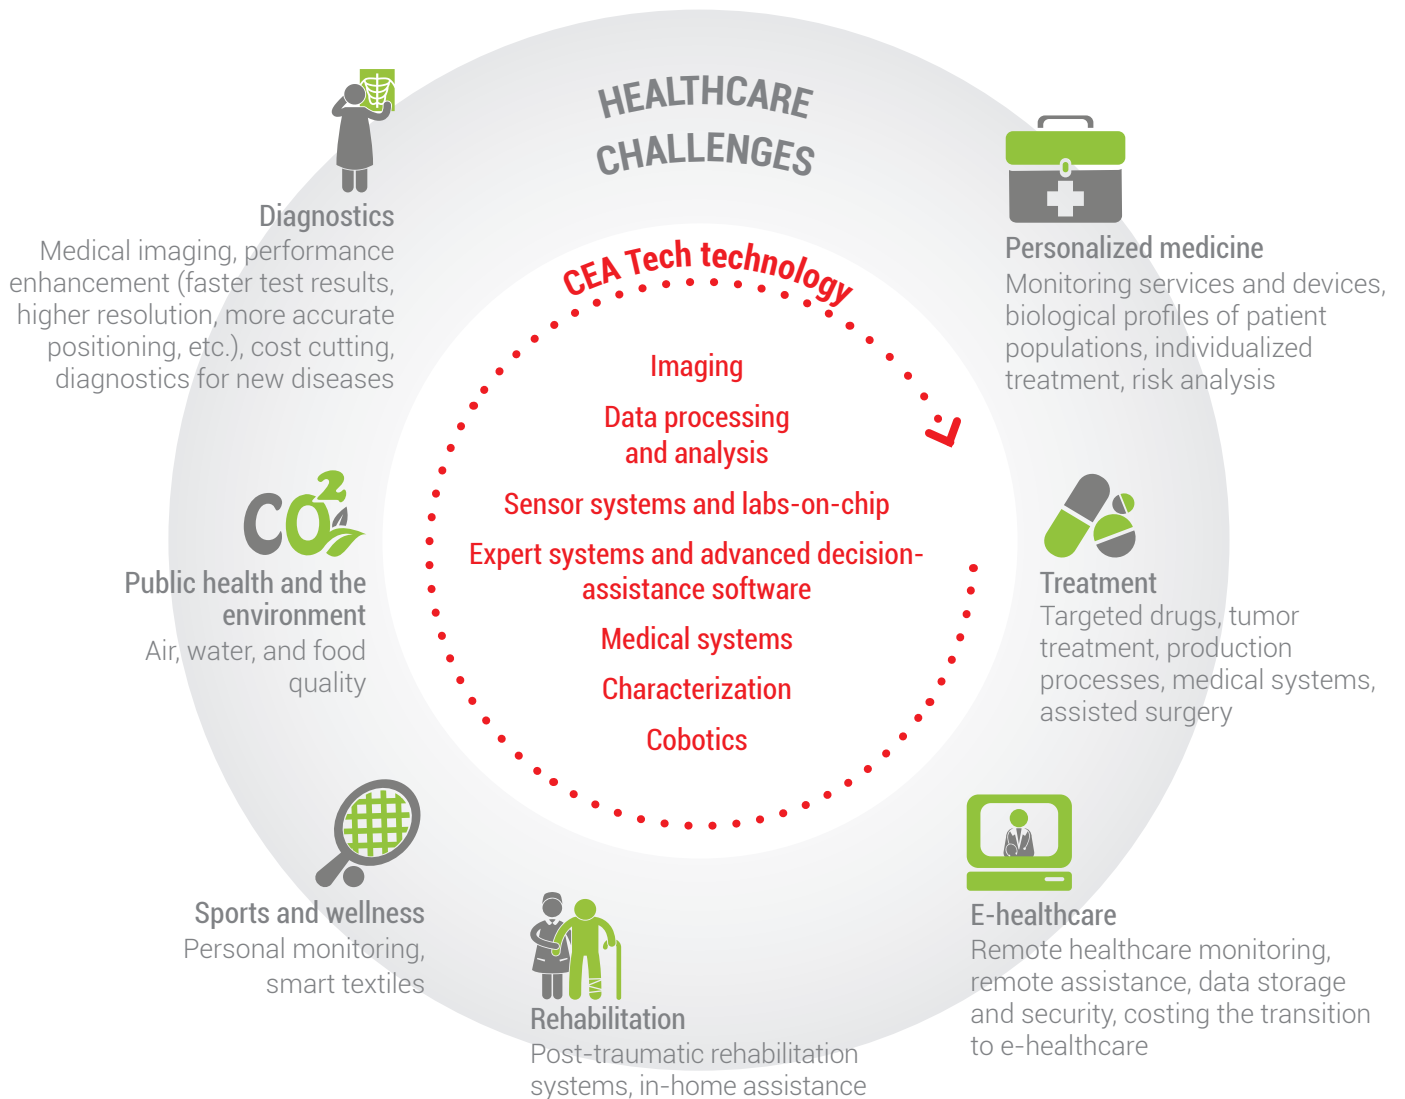 HEALTHCARE
CHALLENGES
Diagnostics
Medical imaging, performance
enhancement (faster test results,
higher resolution, more accurate
positioning, etc.), cost cutting,
diagnostics for new diseases
Personalized medicine
Monitoring services and devices,
biological profiles of patient
populations, individualized
treatment, risk analysis
CEA Tech technology
Imaging
Data processing
and analysis
Sensor systems and labs-on-chip
Expert systems and advanced decision-
assistance software
Medical systems
Characterization
Cobotics
CO2
Public health and the
environment
Air, water, and food
quality
Treatment
Targeted drugs, tumor
treatment, production
processes, medical systems,
assisted surgery
Sports and wellness
Personal monitoring,
smart textiles
Rehabilitation
Post-traumatic rehabilitation
systems, in-home assistance
E-healthcare
Remote healthcare monitoring,
remote assistance, data storage
and security, costing the transition
to e-healthcare